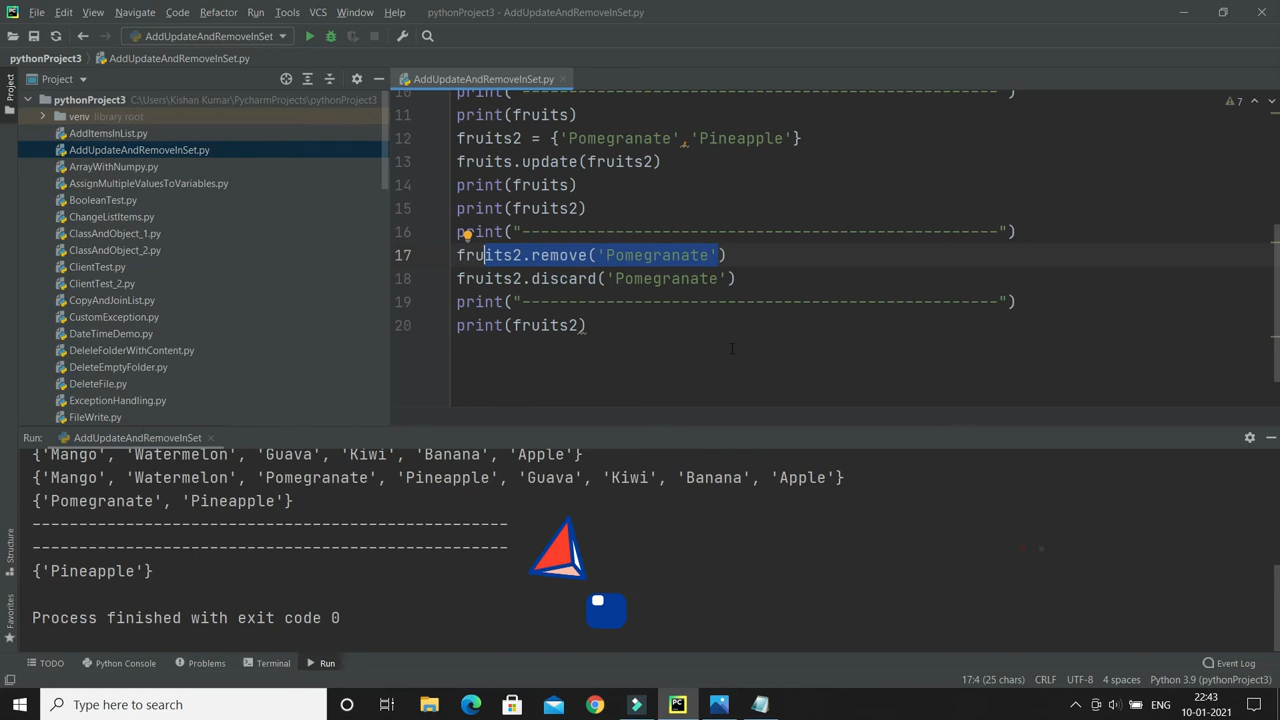 File Edit View Navigate Code Refactor Run Tools VCS Window Help pythonProject3 - AddUpdateAndRemoveInSet.py
AddUpdateAndRemoveInSet
pythonProject3 AddUpdateAndRemoveInSet.py
Project
Project
AddUpdateAndRemoveInSet.py
pythonProject3 C:\Users\Kishan Kumar\PycharmProjects\pythonProject3
venv library root
AddItemsInList.py
AddUpdateAndRemoveInSet.py
ArrayWithNumpy.py
AssignMultipleValuesToVariables.py
BooleanTest.py
ChangeListItems.py
ClassAndObject_1.py
ClassAndObject_2.py
ClientTest.py
ClientTest_2.py
CopyAndJoinList.py
CustomException.py
DateTimeDemo.py
DeleleFolderWithContent.py
DeleteEmptyFolder.py
DeleteFile.py
ExceptionHandling.py
FileWrite.py
7
10 print("---------------------------------------------------")
11 print(fruits)
12 fruits2 = {'Pomegranate','Pineapple'}
13 fruits.update(fruits2)
14 print(fruits)
15 print(fruits2)
16 print("---------------------------------------------------")
17 fruits2.remove('Pomegranate')
18 fruits2.discard('Pomegranate')
19 print("---------------------------------------------------")
20 print(fruits2)
Run: AddUpdateAndRemoveInSet
{'Mango', 'Watermelon', 'Guava', 'Kiwi', 'Banana', 'Apple'}
{'Mango', 'Watermelon', 'Pomegranate', 'Pineapple', 'Guava', 'Kiwi', 'Banana', 'Apple'}
{'Pomegranate', 'Pineapple'}
---------------------------------------------------
---------------------------------------------------
{'Pineapple'}
Process finished with exit code 0
Structure
Favorites
TODO Python Console Problems Terminal Run Event Log
17:4 (25 chars) CRLF UTF-8 4 spaces Python 3.9 (pythonProject3)
Type here to search
ENG
22:43
10-01-2021